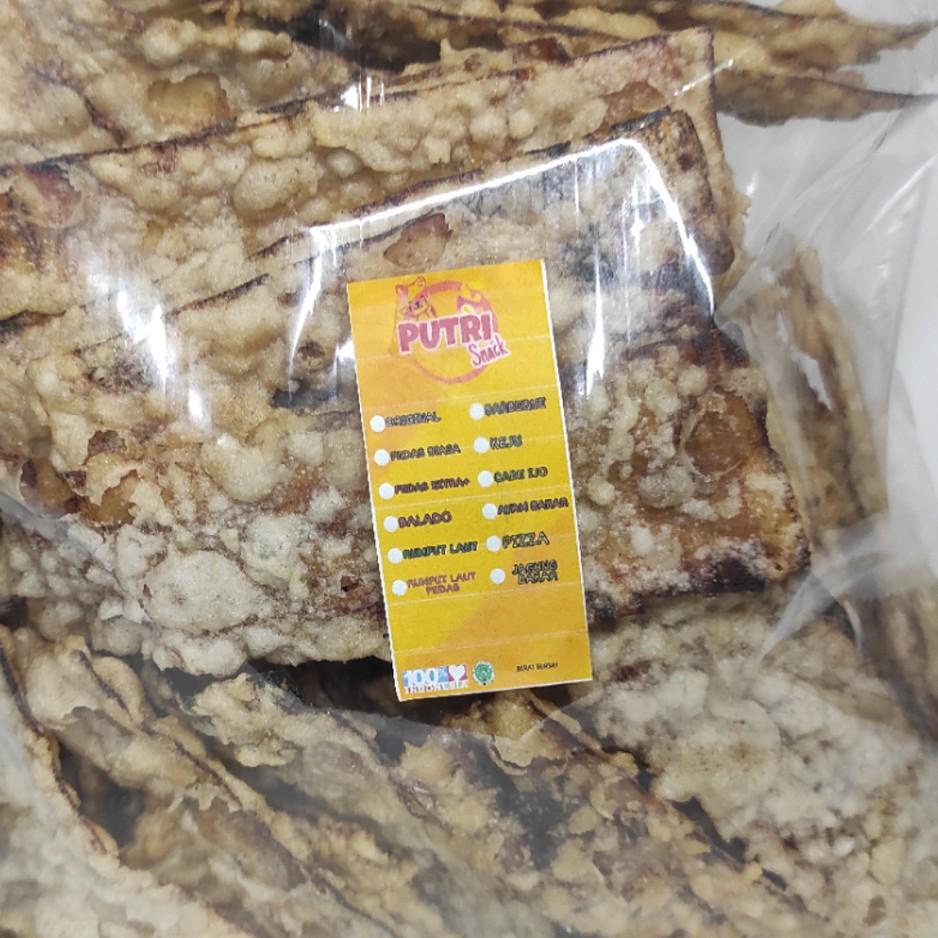 PUTRI
Snack
ORIGINAL
PEDAS BIASA
PEDAS EXTRA+
BALADO
RUMPUT LAUT
RUMPUT LAUT
PEDAS
BARBEQUE
KEJU
CABE IJO
AYAM BAKAR
PIZZA
JAGUNG
BAKAR
100%
INDONESIA
BERAT BERSIH